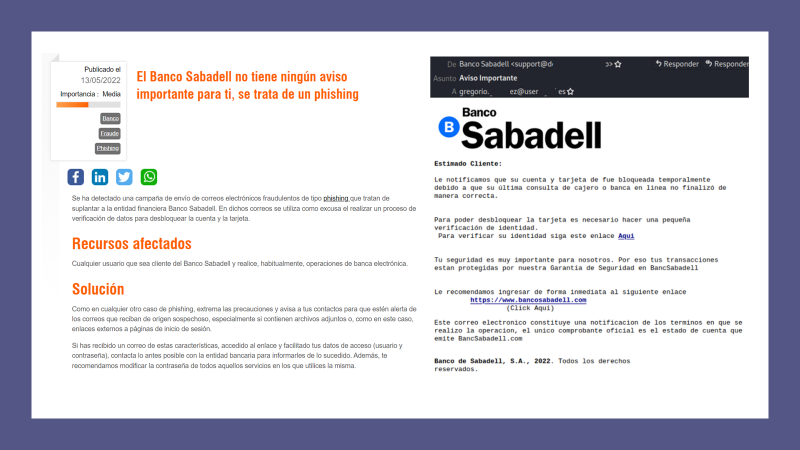 Publicado el
13/05/2022
Importancia : Media
Banco
Fraude
Phishing
El Banco Sabadell no tiene ningún aviso
importante para ti, se trata de un phishing
Se ha detectado una campaña de envío de correos electrónicos fraudulentos de tipo phishing que tratan de
suplantar a la entidad financiera Banco Sabadell. En dichos correos se utiliza como excusa el realizar un proceso de
verificación de datos para desbloquear la cuenta y la tarjeta.
Recursos afectados
Cualquier usuario que sea cliente del Banco Sabadell y realice, habitualmente, operaciones de banca electrónica.
Solución
Como en cualquier otro caso de phishing, extrema las precauciones y avisa a tus contactos para que estén alerta de
los correos que reciban de origen sospechoso, especialmente si contienen archivos adjuntos o, como en este caso,
enlaces externos a páginas de inicio de sesión.
Si has recibido un correo de estas características, accedido al enlace y facilitado tus datos de acceso (usuario y
contraseña), contacta lo antes posible con la entidad bancaria para informarles de lo sucedido. Además, te
recomendamos modificar la contraseña de todos aquellos servicios en los que utilices la misma.
De Banco Sabadell <support@d
Responder
Responder
Asunto Aviso Importante
A gregorio. ez@user es
Banco
B Sabadell
Estimado Cliente:
Le notificamos que su cuenta y tarjeta de fue bloqueada temporalmente
debido a que su última consulta de cajero o banca en linea no finalizó de
manera correcta.
Para poder desbloquear la tarjeta es necesario hacer una pequeña
verificación de identidad.
Para verificar su identidad siga este enlace Aqui
Tu seguridad es muy importante para nosotros. Por eso tus transacciones
estan protegidas por nuestra Garantia de Seguridad en BancSabadell
Le recomendamos ingresar de forma inmediata al siguiente enlace
https://www.bancosabadell.com
(Click Aqui)
Este correo electronico constituye una notificacion de los terminos en que se
realizo la operacion, el unico comprobante oficial es el estado de cuenta que
emite BancSabadell.com
Banco de Sabadell, S.A., 2022. Todos los derechos
reservados.